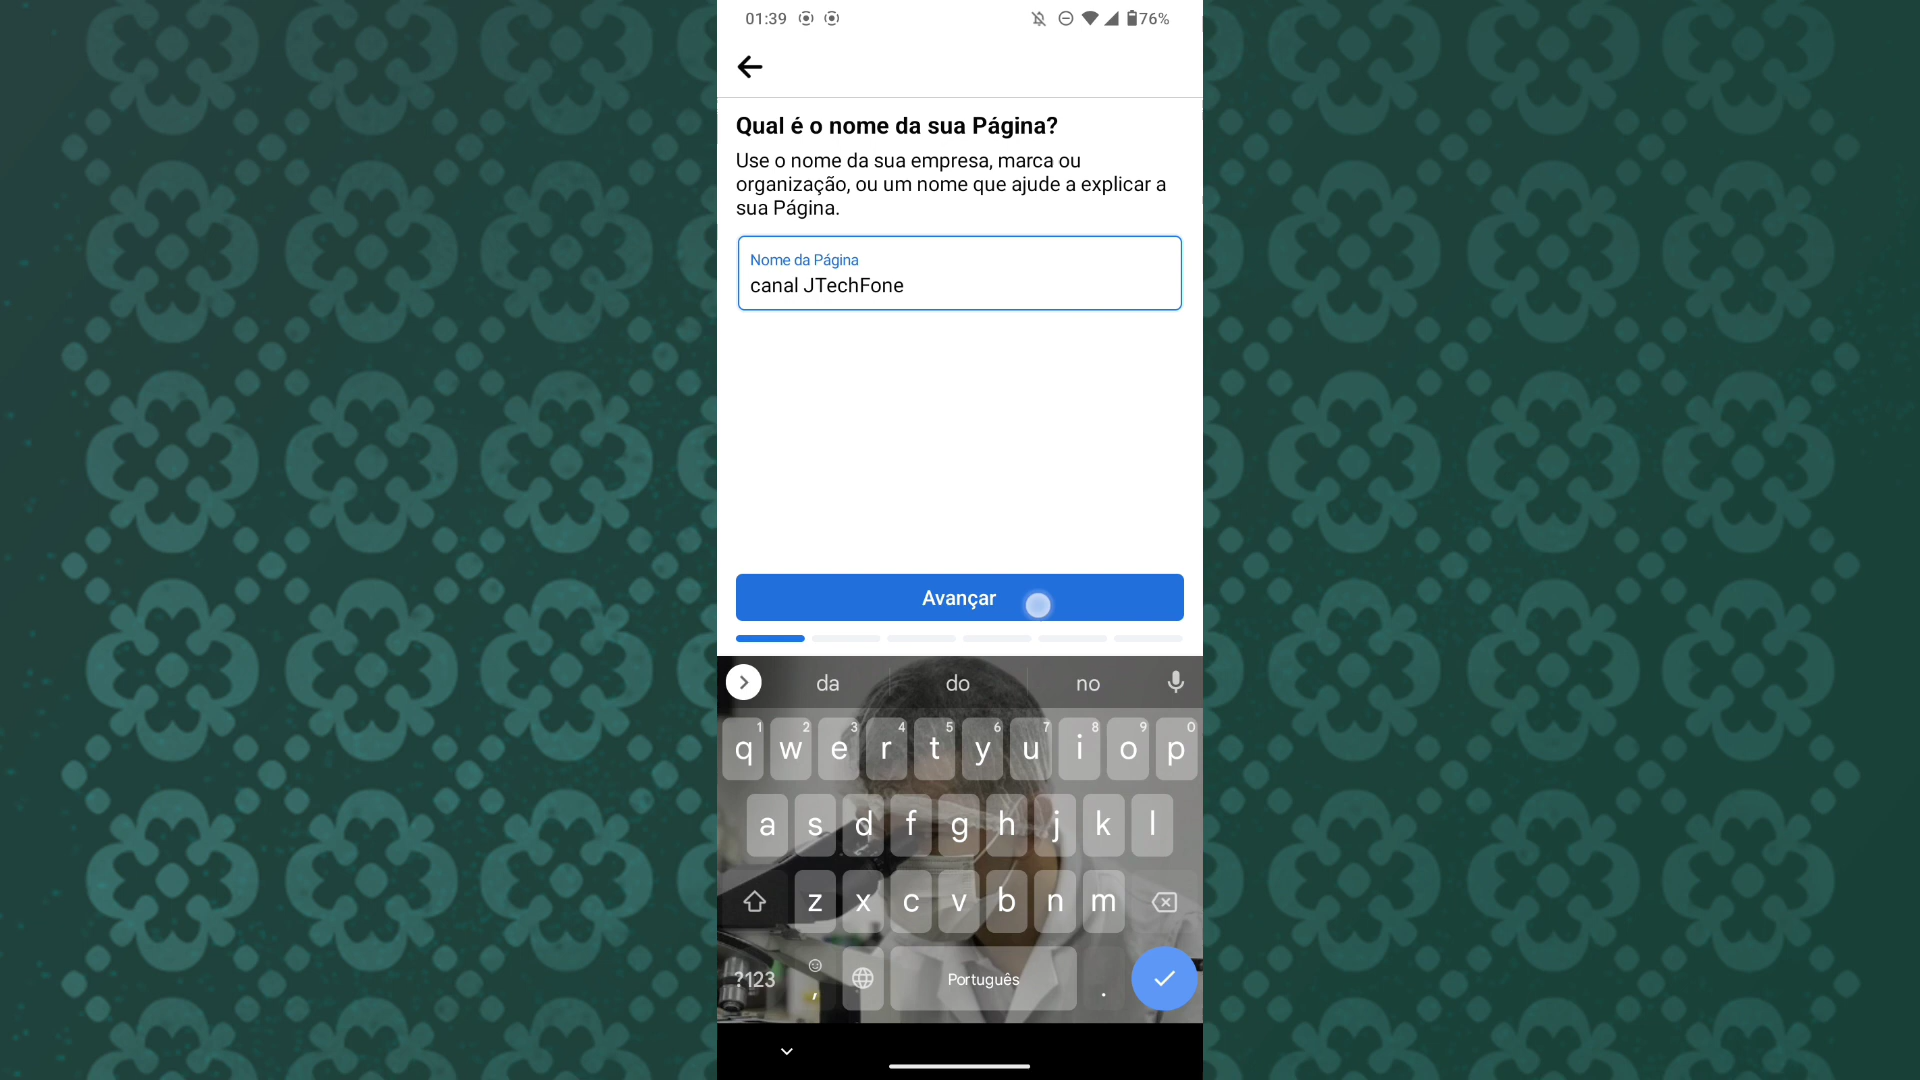 01:39 76%
Qual é o nome da sua Página?
Use o nome da sua empresa, marca ou
organização, ou um nome que ajude a explicar a
sua Página.
Nome da Página
canal JTechFone
Avançar
da do no
1 2 3 4 5 6 7 8 9 0
q w e r t y u i o p
a s d f g h j k l
z x c v b n m
?123 , Português .